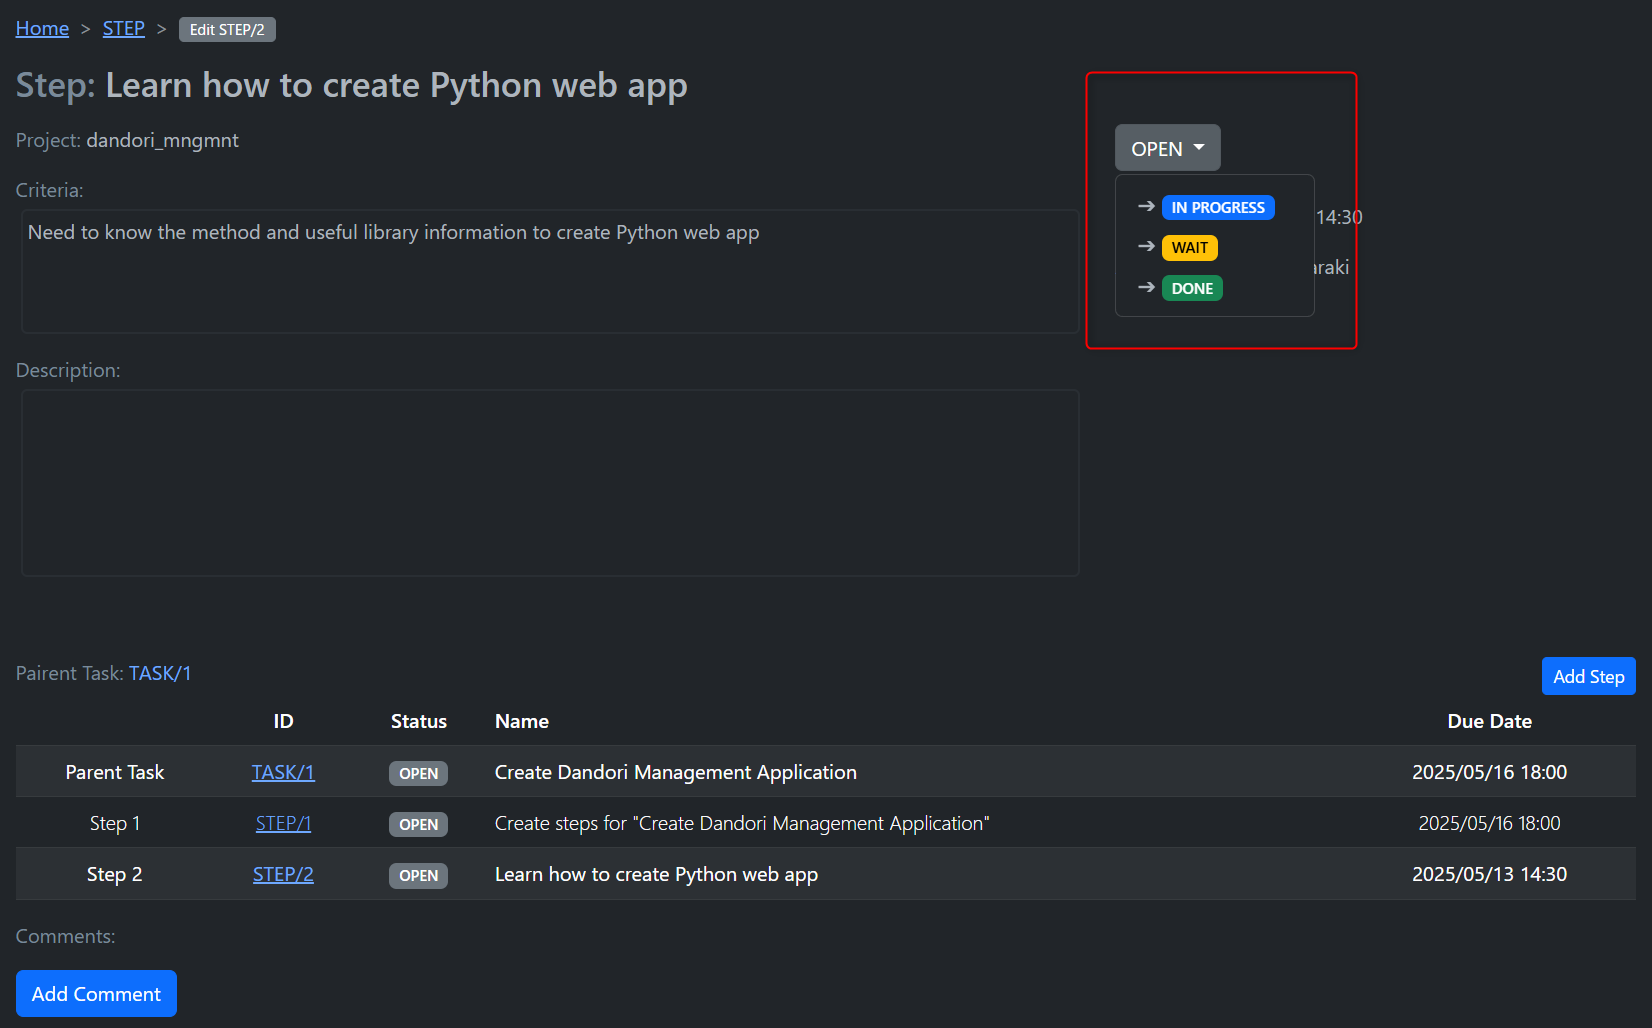 Home > STEP > Edit STEP/2
Step: Learn how to create Python web app
Project: dandori_mngmnt
OPEN
Criteria:
Need to know the method and useful library information to create Python web app
➔ IN PROGRESS
14:30
➔ WAIT
➔ DONE
Description:
Pairent Task: TASK/1
Add Step
ID Status Name Due Date
Parent Task TASK/1 OPEN Create Dandori Management Application 2025/05/16 18:00
Step 1 STEP/1 OPEN Create steps for "Create Dandori Management Application" 2025/05/16 18:00
Step 2 STEP/2 OPEN Learn how to create Python web app 2025/05/13 14:30
Comments:
Add Comment